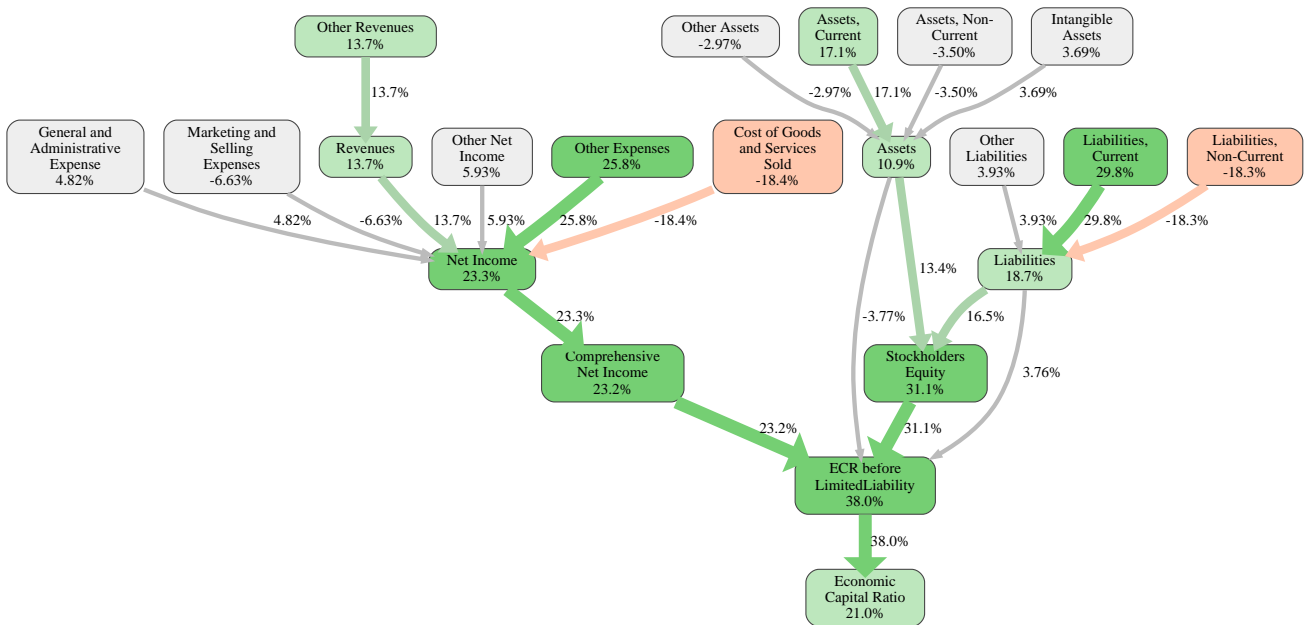 Other Revenues
13.7%
Other Assets
-2.97%
Assets,
Current
17.1%
Assets, Non-
Current
-3.50%
Intangible
Assets
3.69%
13.7%
-2.97%
17.1%
-3.50%
3.69%
General and
Administrative
Expense
4.82%
Marketing and
Selling
Expenses
-6.63%
Revenues
13.7%
Other Net
Income
5.93%
Other Expenses
25.8%
Cost of Goods
and Services
Sold
-18.4%
Assets
10.9%
Other
Liabilities
3.93%
Liabilities,
Current
29.8%
Liabilities,
Non-Current
-18.3%
4.82%
-6.63%
13.7%
5.93%
25.8%
-18.4%
3.93%
29.8%
-18.3%
Net Income
23.3%
13.4%
Liabilities
18.7%
23.3%
-3.77%
16.5%
Comprehensive
Net Income
23.2%
Stockholders
Equity
31.1%
3.76%
23.2%
31.1%
ECR before
LimitedLiability
38.0%
38.0%
Economic
Capital Ratio
21.0%